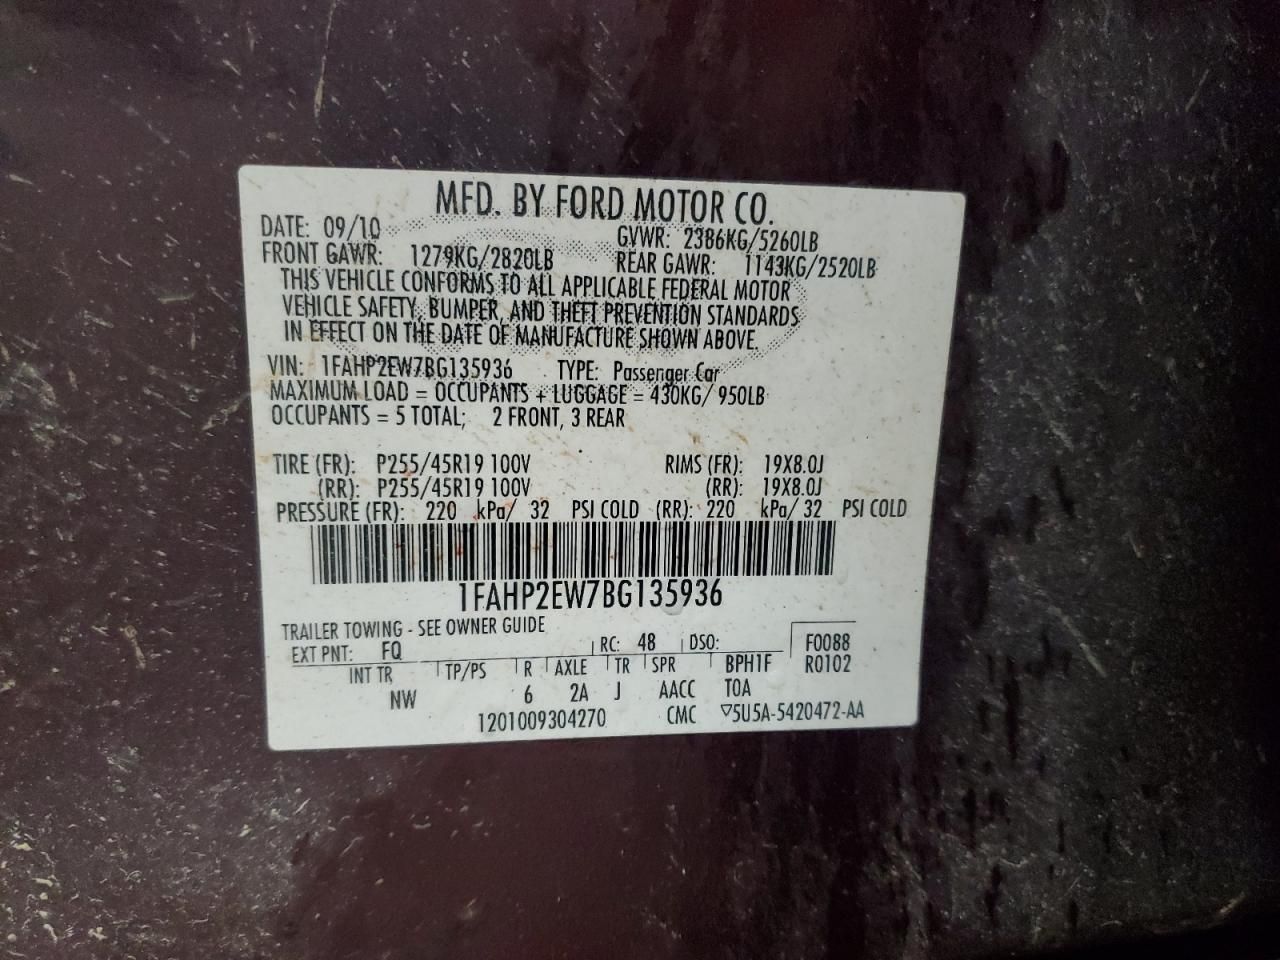 MFD. BY FORD MOTOR CO.
DATE: 09/10 GVWR: 2386KG/5260LB
FRONT GAWR: 1279KG/2820LB REAR GAWR: 1143KG/2520LB
THIS VEHICLE CONFORMS TO ALL APPLICABLE FEDERAL MOTOR
VEHICLE SAFETY, BUMPER, AND THEFT PREVENTION STANDARDS
IN EFFECT ON THE DATE OF MANUFACTURE SHOWN ABOVE.
VIN: 1FAHP2EW7BG135936 TYPE: Passenger Car
MAXIMUM LOAD = OCCUPANTS + LUGGAGE = 430KG/ 950LB
OCCUPANTS = 5 TOTAL; 2 FRONT, 3 REAR
TIRE (FR): P255/45R19 100V RIMS (FR): 19X8.0J
(RR): P255/45R19 100V (RR): 19X8.0J
PRESSURE (FR): 220 kPa/ 32 PSI COLD (RR): 220 kPa/ 32 PSI COLD
1FAHP2EW7BG135936
TRAILER TOWING - SEE OWNER GUIDE
EXT PNT: FQ RC: 48 DSO: F0088
INT TR TP/PS R AXLE TR SPR BPH1F R0102
NW 6 2A J AACC TOA
1201009304270 CMC ▽5U5A-5420472-AA